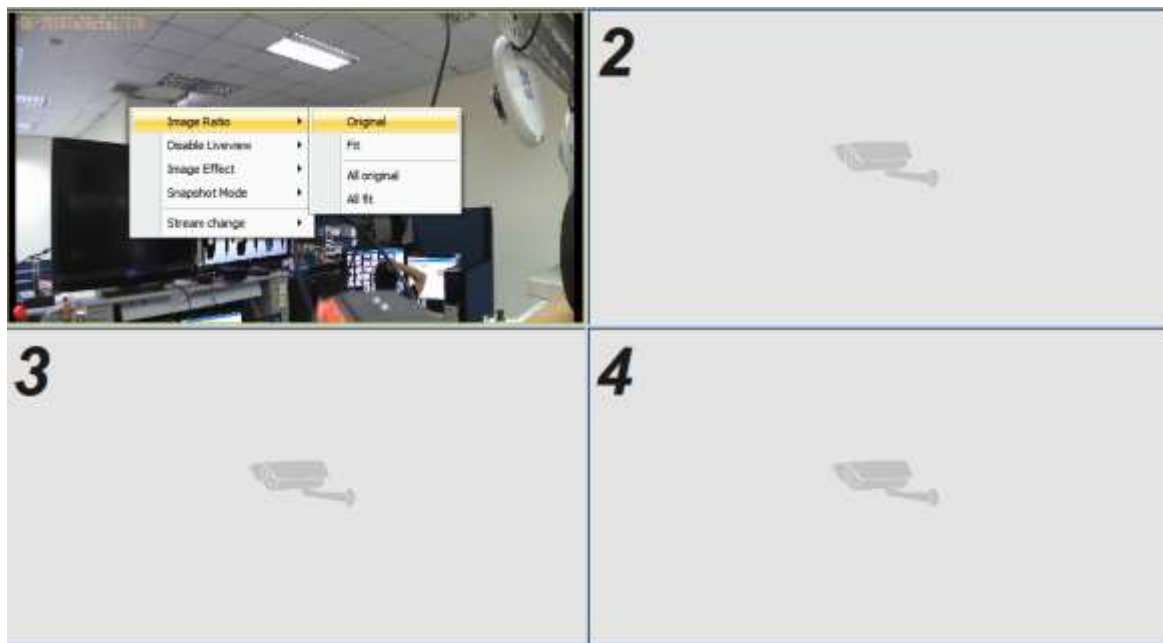 Image Ratio
Original
Disable Liveview
Fit
Image Effect
All original
Snapshot Mode
All fit
Stream change
2
3
4